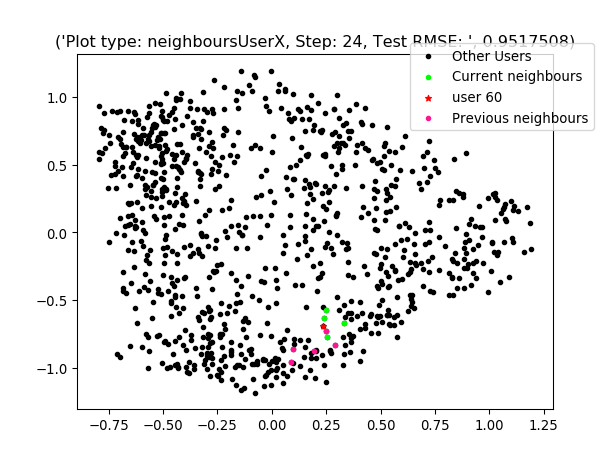 ('Plot type: neighboursUserX, Step: 24, Test RMSE: ', 0.9517508)
Other Users
Current neighbours
user 60
Previous neighbours
1.0
0.5
0.0
−0.5
−1.0
−0.75 −0.50 −0.25 0.00 0.25 0.50 0.75 1.00 1.25